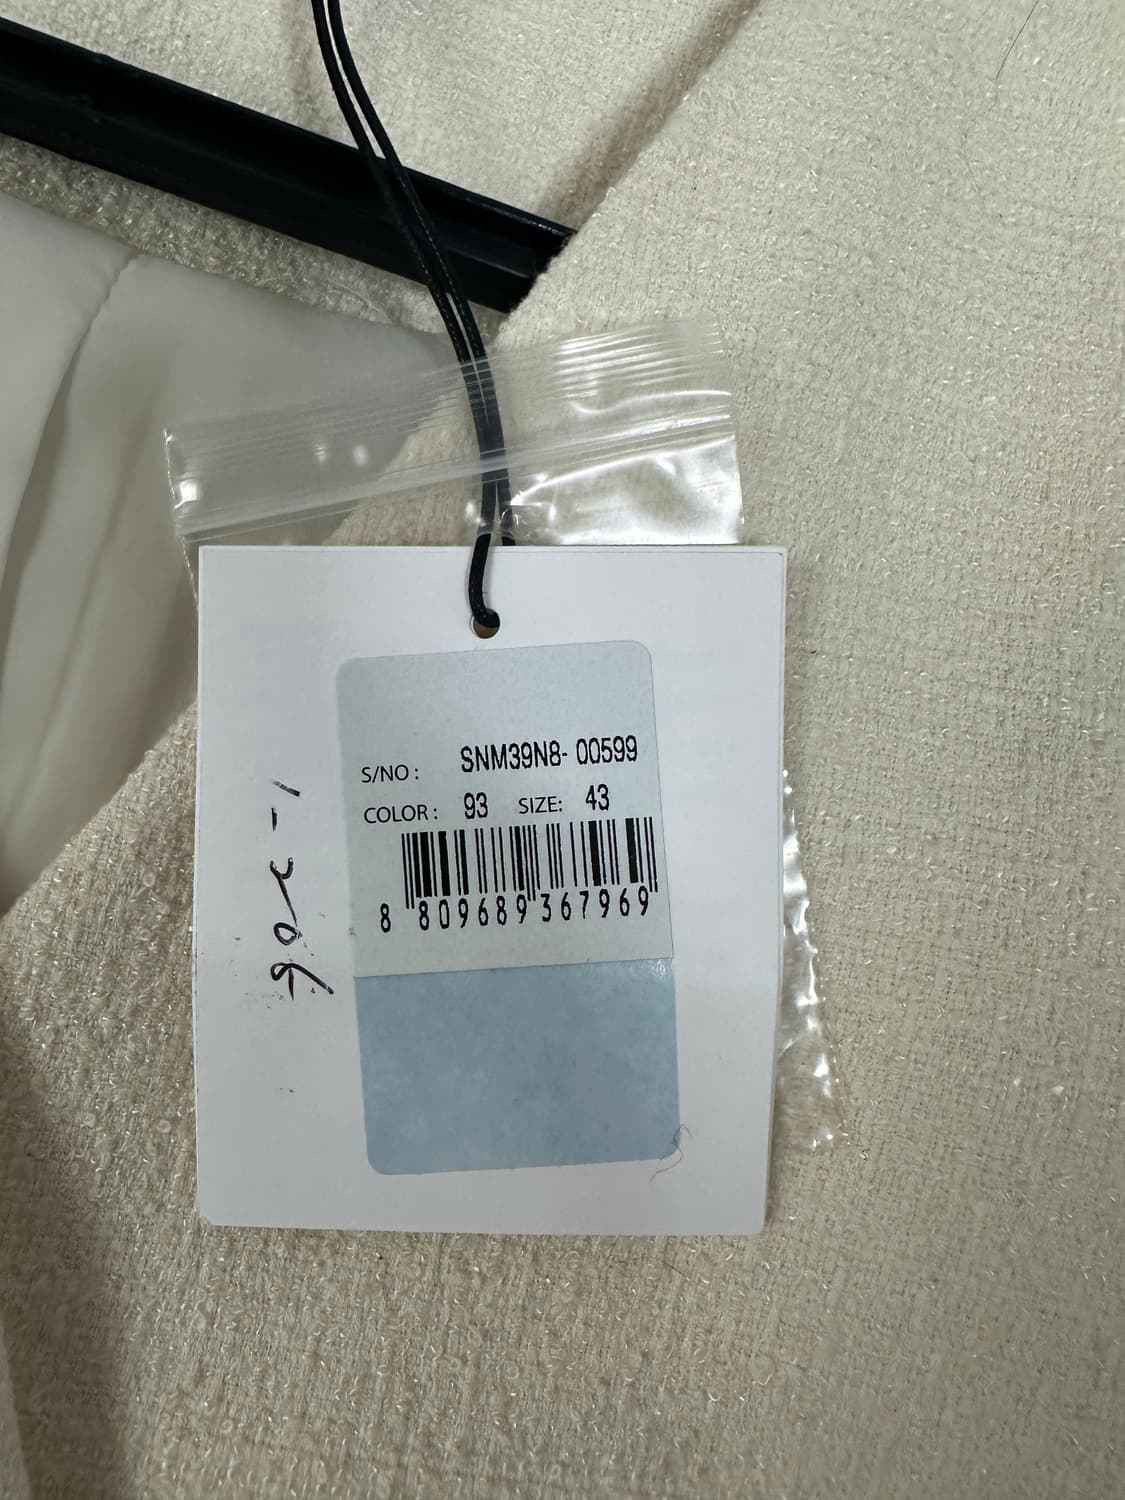 S/NO : SNM39N8- 00599
COLOR : 93 SIZE: 43
8 809689 367969